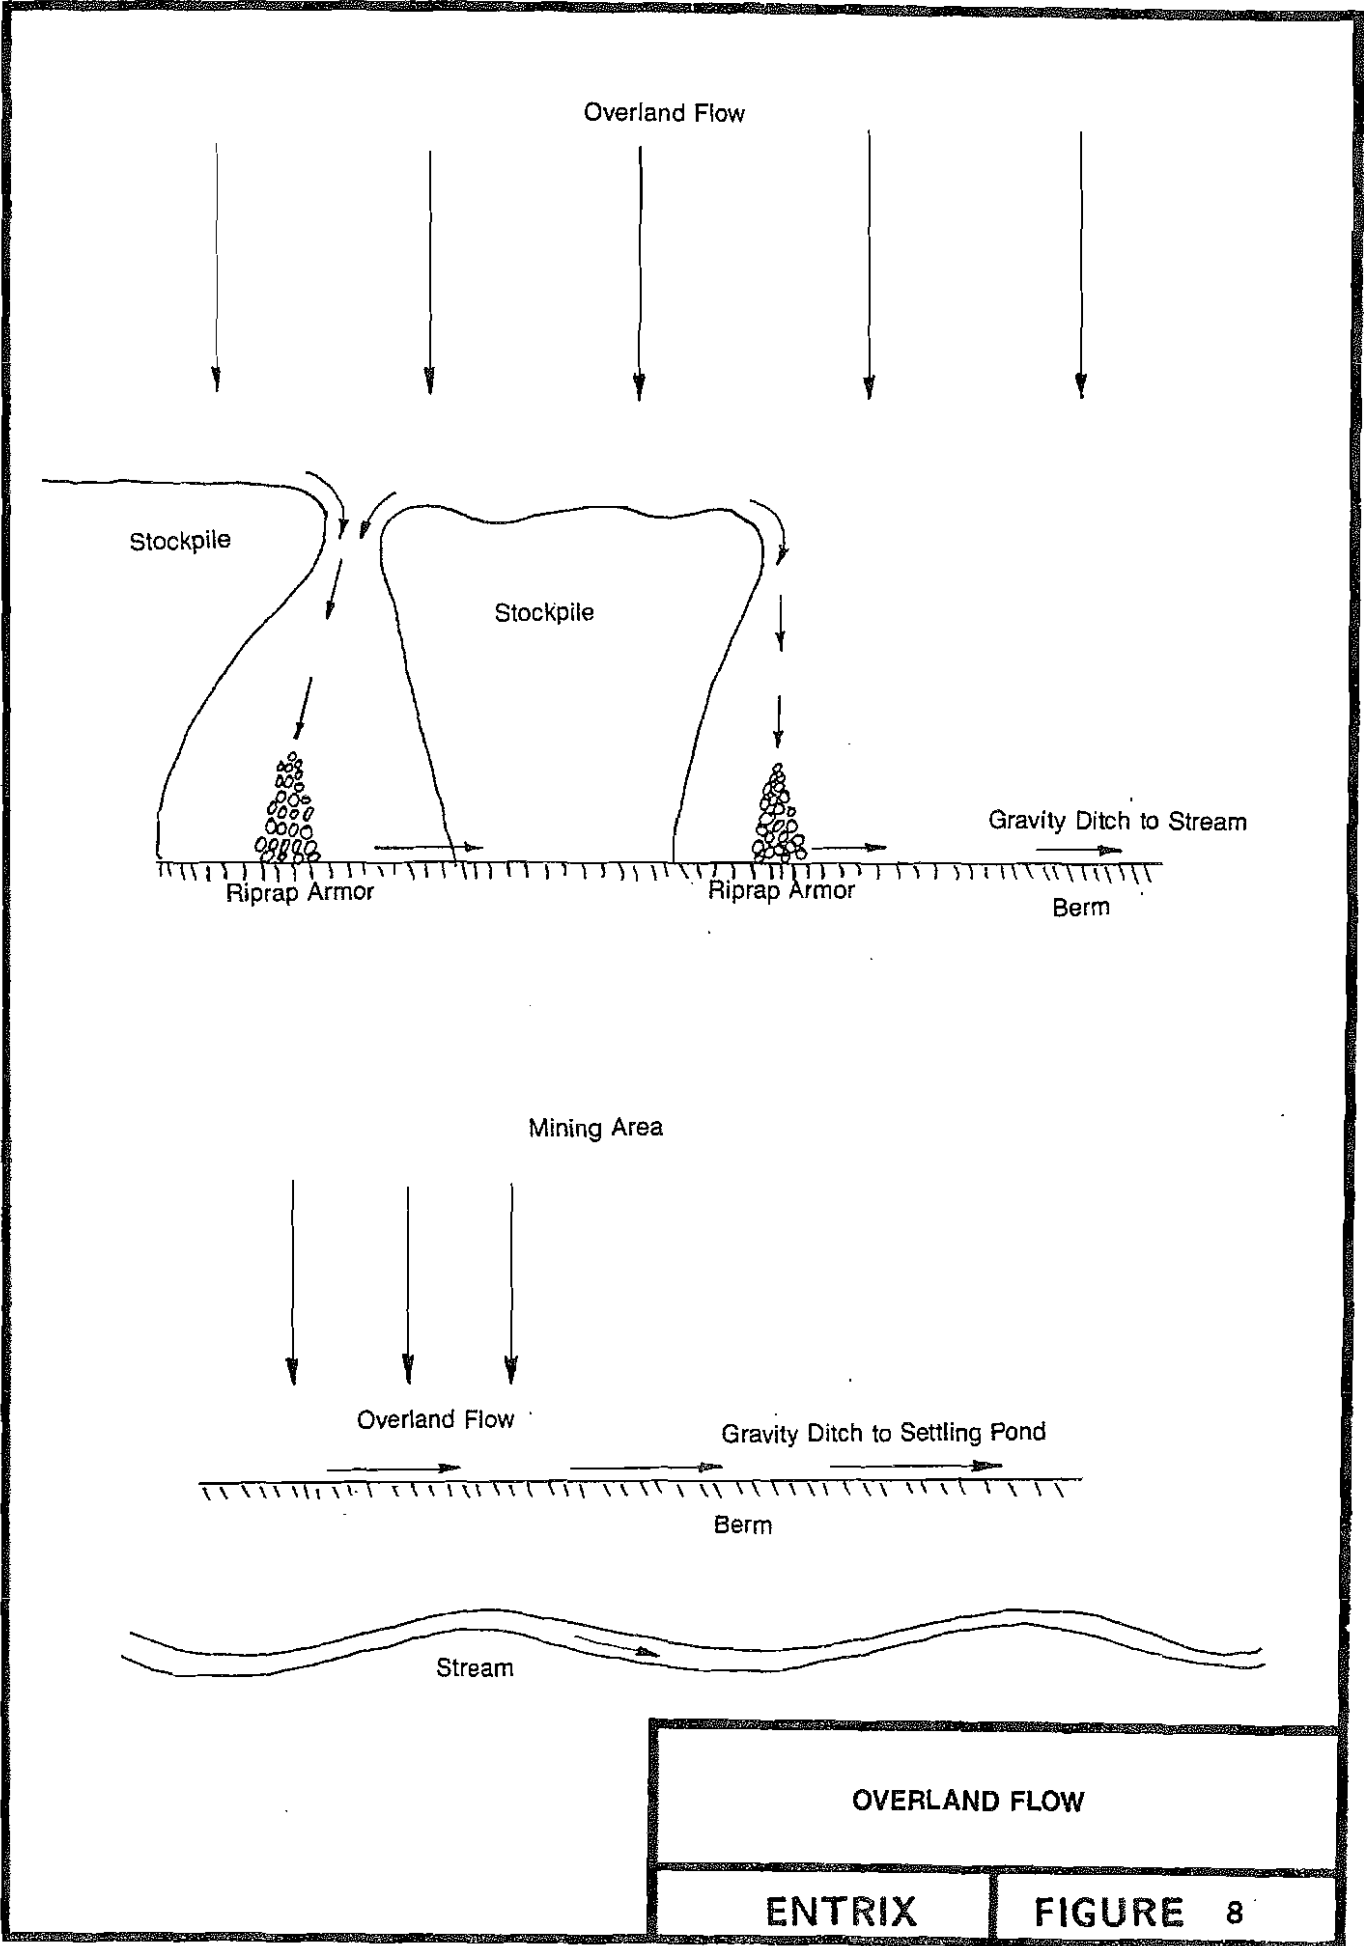 Overland Flow
Stockpile
Stockpile
Gravity Ditch to Stream
Riprap Armor
Riprap Armor
Berm
Mining Area
Overland Flow
Gravity Ditch to Settling Pond
Berm
Stream
OVERLAND FLOW
ENTRIX
FIGURE 8